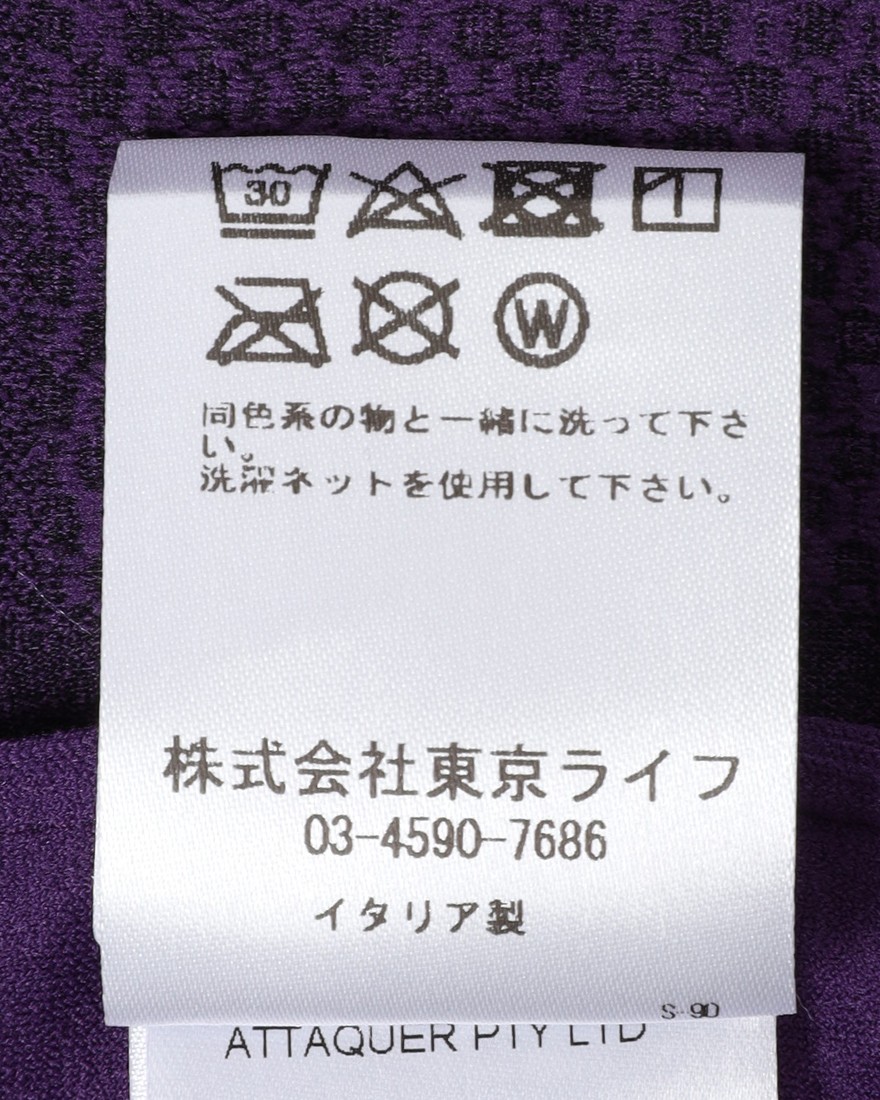 30
W
同色系の物と一緒に洗って下さ
い。
洗濯ネットを使用して下さい。
株式会社東京ライフ
03-4590-7686
イタリア製
S-90
ATTAQUER PTY LTD